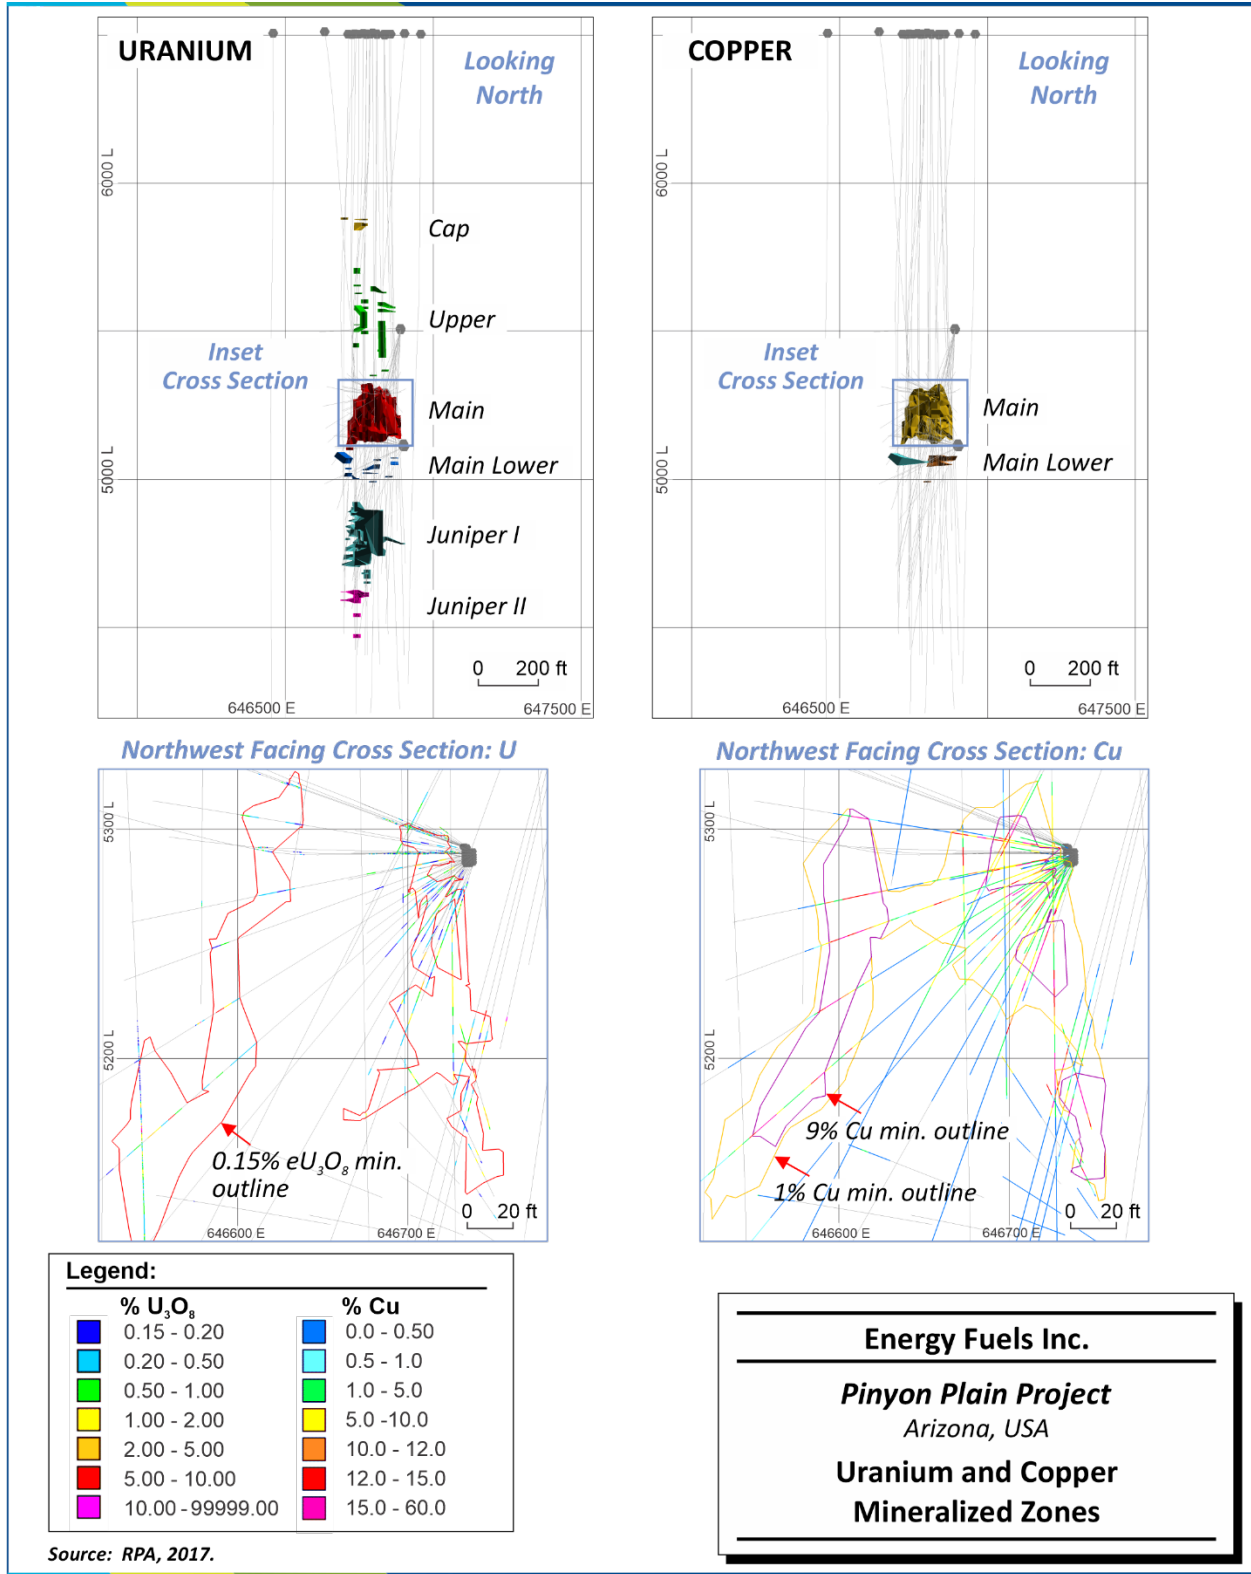 URANIUM
Looking
North
6000 L
Cap
Upper
Inset
Cross Section
Main
Main Lower
5000 L
Juniper I
Juniper II
0 200 ft
646500 E
647500 E
COPPER
Looking
North
6000 L
Inset
Cross Section
Main
Main Lower
5000 L
0 200 ft
646500 E
647500 E
Northwest Facing Cross Section: U
5300 L
5200 L
0.15% eU₃O₈ min.
outline
0 20 ft
646600 E
646700 E
Northwest Facing Cross Section: Cu
5300 L
5200 L
9% Cu min. outline
1% Cu min. outline
0 20 ft
646600 E
646700 E
Legend:
% U₃O₈
0.15 - 0.20
0.20 - 0.50
0.50 - 1.00
1.00 - 2.00
2.00 - 5.00
5.00 - 10.00
10.00 - 99999.00
% Cu
0.0 - 0.50
0.5 - 1.0
1.0 - 5.0
5.0 -10.0
10.0 - 12.0
12.0 - 15.0
15.0 - 60.0
Source: RPA, 2017.
Energy Fuels Inc.
Pinyon Plain Project
Arizona, USA
Uranium and Copper
Mineralized Zones